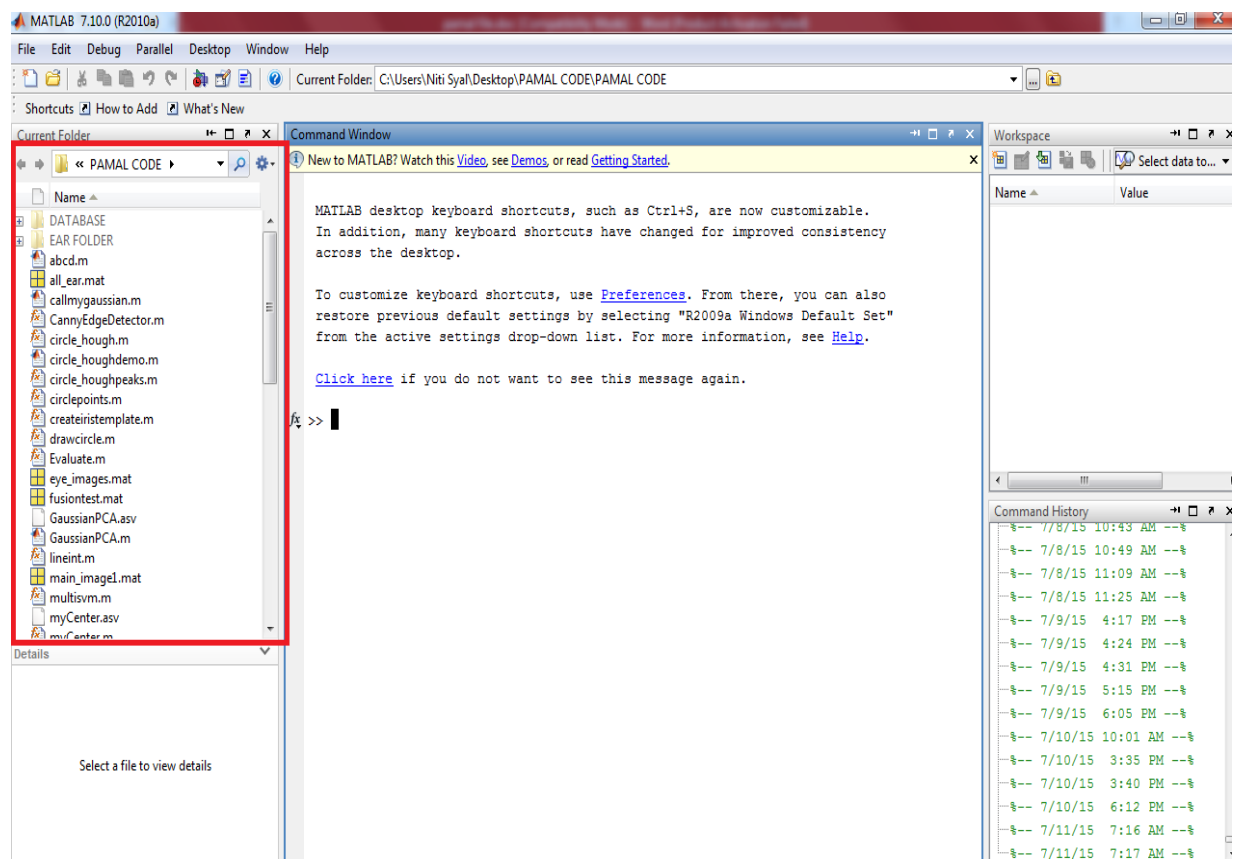 MATLAB 7.10.0 (R2010a)
File Edit Debug Parallel Desktop Window Help
Current Folder: C:\Users\Niti Syal\Desktop\PAMAL CODE\PAMAL CODE
Shortcuts How to Add What's New
Current Folder
« PAMAL CODE
Name
DATABASE
EAR FOLDER
abcd.m
all_ear.mat
callmygaussian.m
CannyEdgeDetector.m
circle_hough.m
circle_houghdemo.m
circle_houghpeaks.m
circlepoints.m
createiristemplate.m
drawcircle.m
Evaluate.m
eye_images.mat
fusiontest.mat
GaussianPCA.asv
GaussianPCA.m
lineint.m
main_image1.mat
multisvm.m
myCenter.asv
myCenter.m
Details
Select a file to view details
Command Window
New to MATLAB? Watch this Video, see Demos, or read Getting Started.
MATLAB desktop keyboard shortcuts, such as Ctrl+S, are now customizable.
In addition, many keyboard shortcuts have changed for improved consistency
across the desktop.
To customize keyboard shortcuts, use Preferences. From there, you can also
restore previous default settings by selecting "R2009a Windows Default Set"
from the active settings drop-down list. For more information, see Help.
Click here if you do not want to see this message again.
fx >>
Workspace
Select data to...
Name Value
Command History
%-- 7/8/15 10:43 AM --%
%-- 7/8/15 10:49 AM --%
%-- 7/8/15 11:09 AM --%
%-- 7/8/15 11:25 AM --%
%-- 7/9/15 4:17 PM --%
%-- 7/9/15 4:24 PM --%
%-- 7/9/15 4:31 PM --%
%-- 7/9/15 5:15 PM --%
%-- 7/9/15 6:05 PM --%
%-- 7/10/15 10:01 AM --%
%-- 7/10/15 3:35 PM --%
%-- 7/10/15 3:40 PM --%
%-- 7/10/15 6:12 PM --%
%-- 7/11/15 7:16 AM --%
%-- 7/11/15 7:17 AM --%